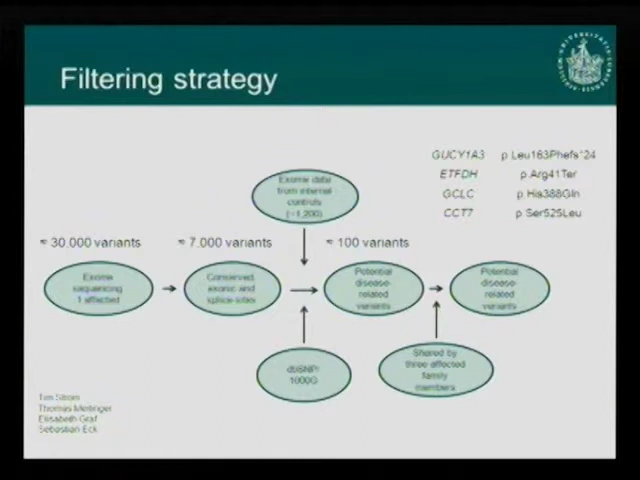 Filtering strategy
GUCY1A3 p.Leu163Phefs*24
ETFDH p.Arg41Ter
GCLC p.His388Gln
CCT7 p.Ser525Leu
Exome data
from internal
controls
(~1,200)
≈ 30.000 variants
≈ 7.000 variants
≈ 100 variants
Exome
sequencing
1 affected
Conserved,
exonic and
splice-sites
Potential
disease
related
variants
Potential
disease
related
variants
dbSNP/
1000G
Shared by
three affected
family
members
Tim Strom
Thomas Meitinger
Elisabeth Graf
Sebastian Eck